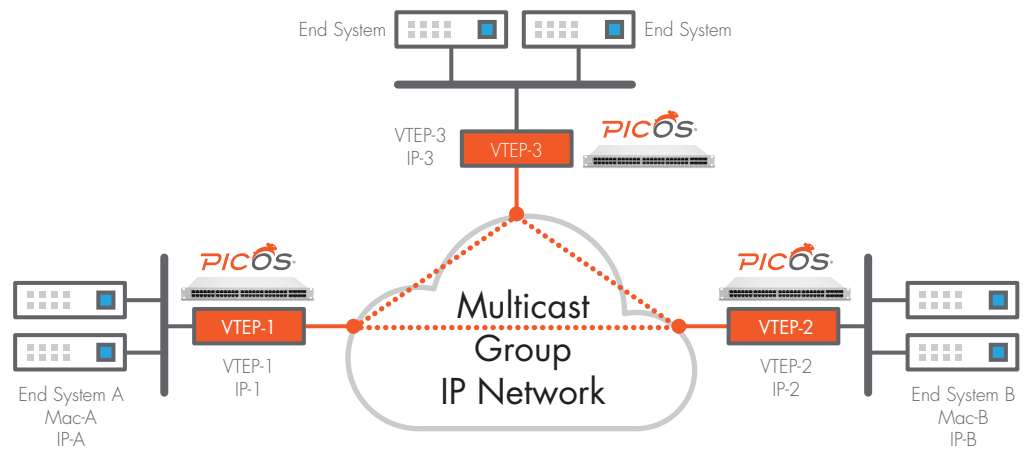 End System
End System
VTEP-3
IP-3
VTEP-3
PICOS
PICOS
PICOS
VTEP-1
Multicast
Group
IP Network
VTEP-2
VTEP-1
IP-1
VTEP-2
IP-2
End System A
Mac-A
IP-A
End System B
Mac-B
IP-B